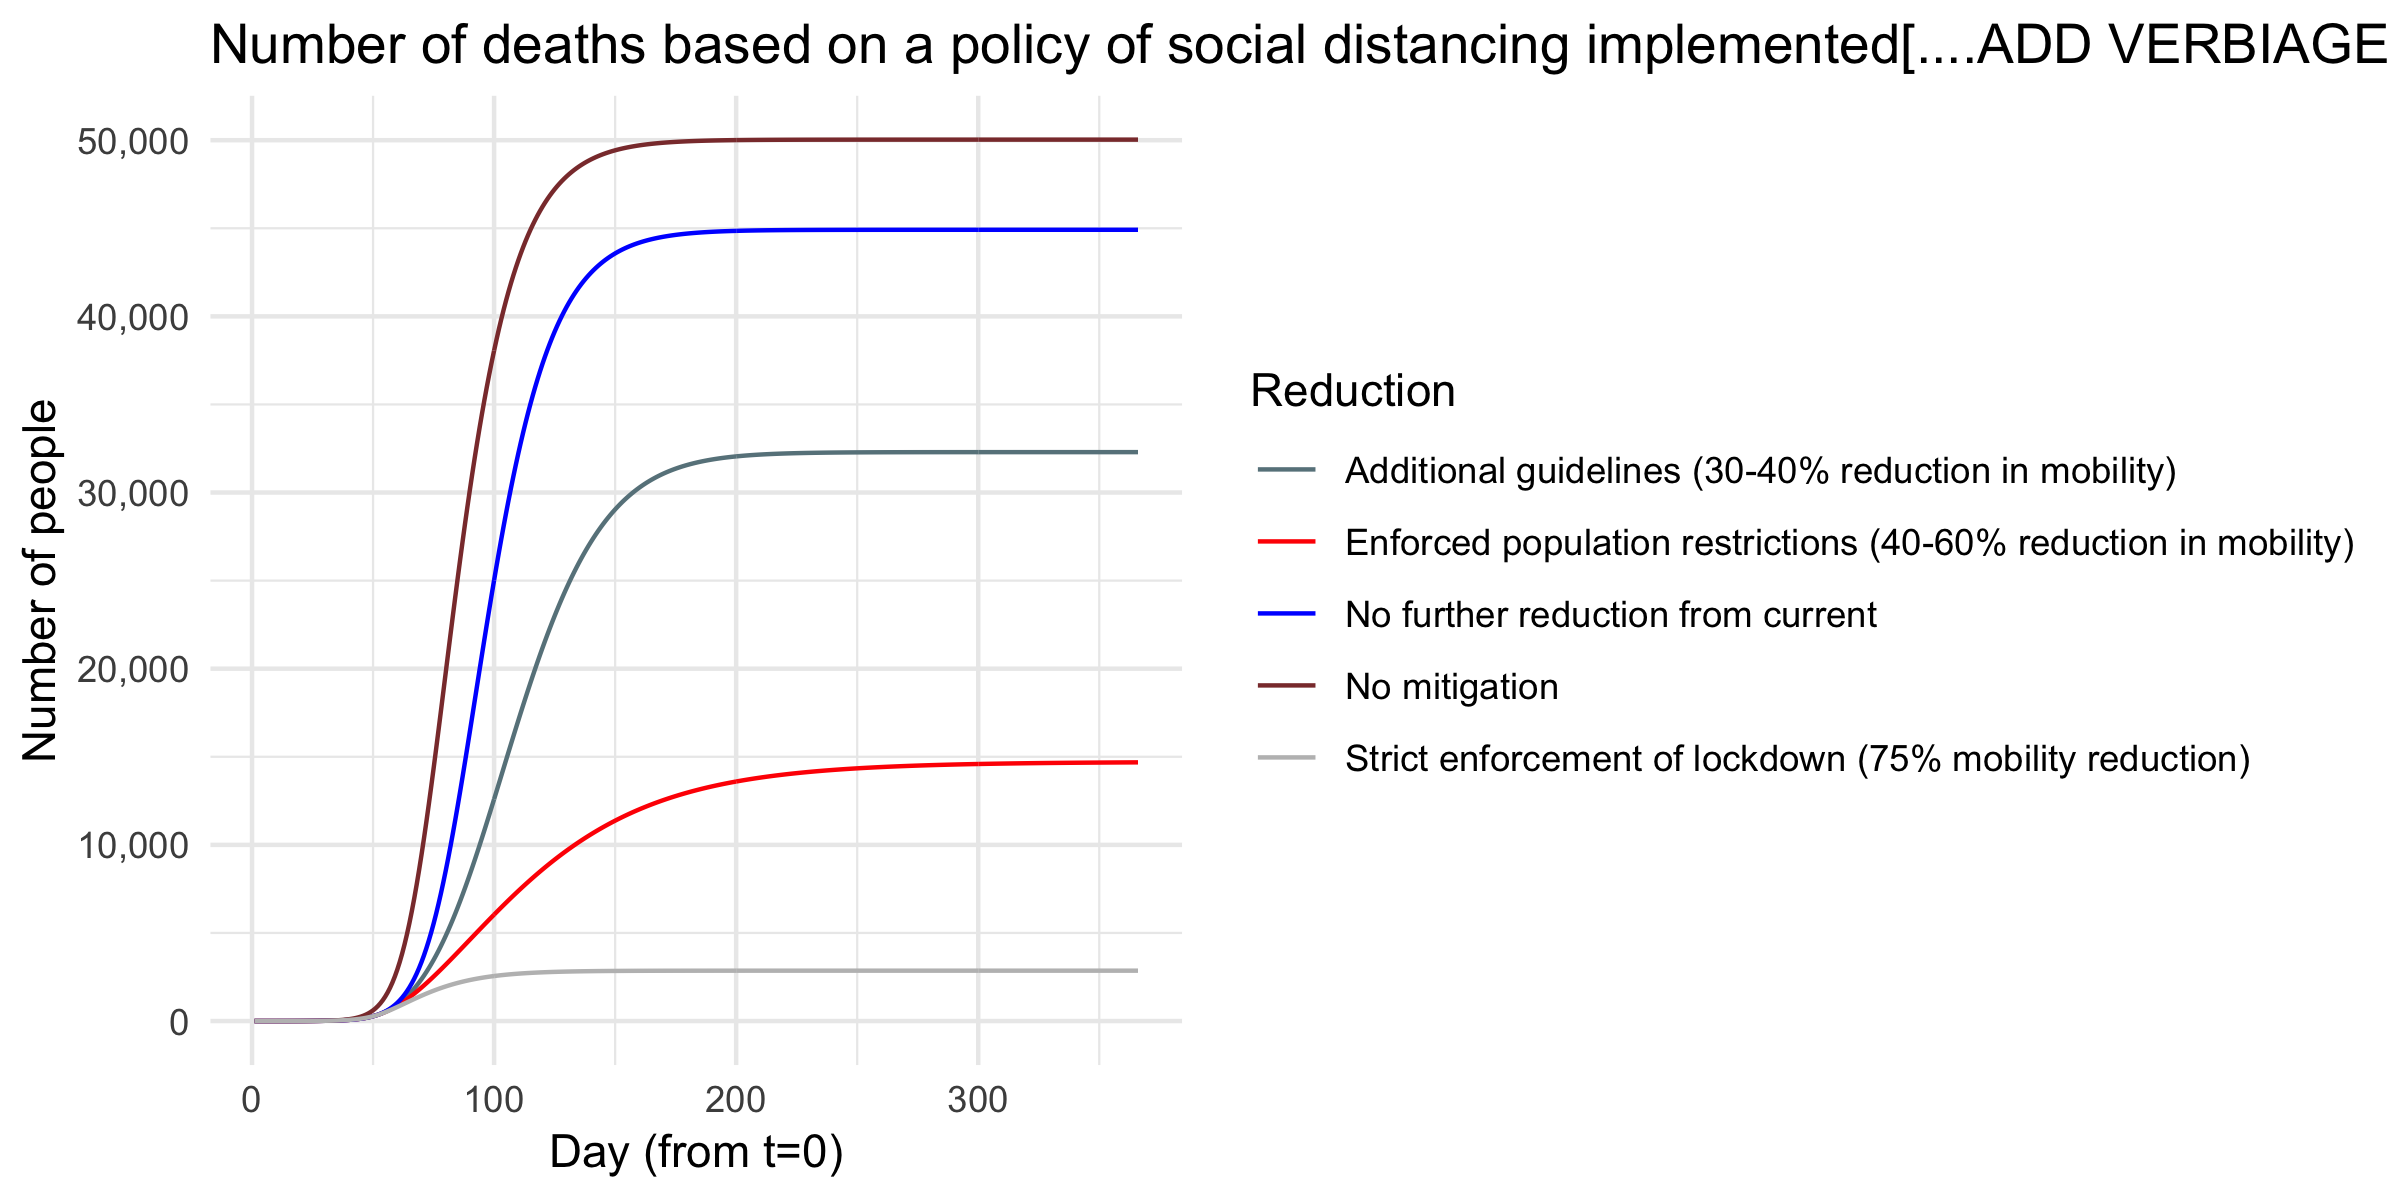 Number of deaths based on a policy of social distancing implemented[....ADD VERBIAGE
50,000
40,000
30,000
20,000
10,000
0
Number of people
0 100 200 300
Day (from t=0)
Reduction
Additional guidelines (30-40% reduction in mobility)
Enforced population restrictions (40-60% reduction in mobility)
No further reduction from current
No mitigation
Strict enforcement of lockdown (75% mobility reduction)